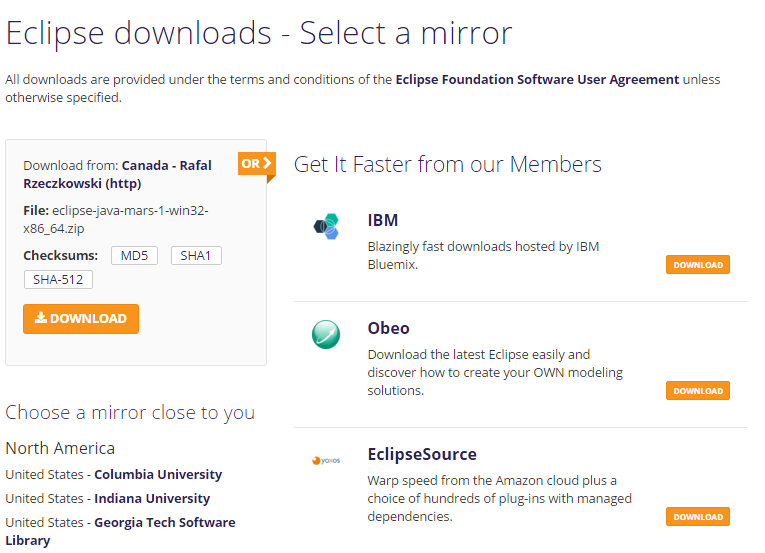 Eclipse downloads - Select a mirror
All downloads are provided under the terms and conditions of the Eclipse Foundation Software User Agreement unless
otherwise specified.
Download from: Canada - Rafal
Rzeczkowski (http)
File: eclipse-java-mars-1-win32-
x86_64.zip
Checksums: MD5 SHA1
SHA-512
DOWNLOAD
OR
Choose a mirror close to you
North America
United States - Columbia University
United States - Indiana University
United States - Georgia Tech Software
Library
Get It Faster from our Members
IBM
Blazingly fast downloads hosted by IBM
Bluemix.
DOWNLOAD
Obeo
Download the latest Eclipse easily and
discover how to create your OWN modeling
solutions.
DOWNLOAD
yoxos
EclipseSource
Warp speed from the Amazon cloud plus a
choice of hundreds of plug-ins with managed
dependencies.
DOWNLOAD